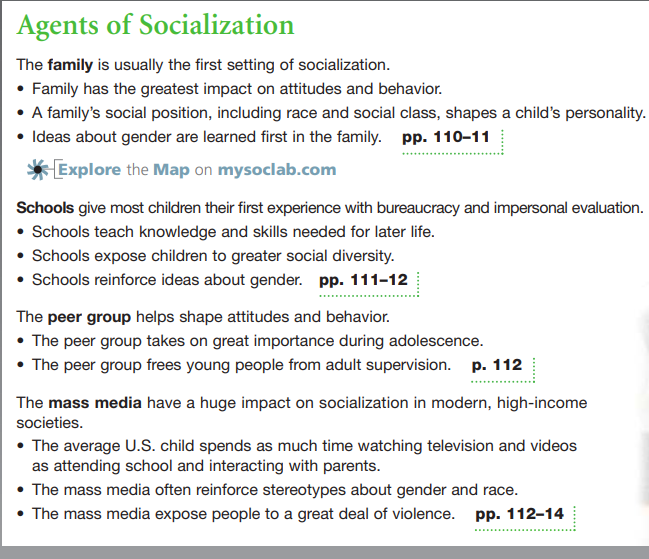 Agents of Socialization
The family is usually the first setting of socialization.
• Family has the greatest impact on attitudes and behavior.
• A family’s social position, including race and social class, shapes a child’s personality.
• Ideas about gender are learned first in the family. pp. 110–11
Explore the Map on mysoclab.com
Schools give most children their first experience with bureaucracy and impersonal evaluation.
• Schools teach knowledge and skills needed for later life.
• Schools expose children to greater social diversity.
• Schools reinforce ideas about gender. pp. 111–12
The peer group helps shape attitudes and behavior.
• The peer group takes on great importance during adolescence.
• The peer group frees young people from adult supervision. p. 112
The mass media have a huge impact on socialization in modern, high-income
societies.
• The average U.S. child spends as much time watching television and videos
as attending school and interacting with parents.
• The mass media often reinforce stereotypes about gender and race.
• The mass media expose people to a great deal of violence. pp. 112–14